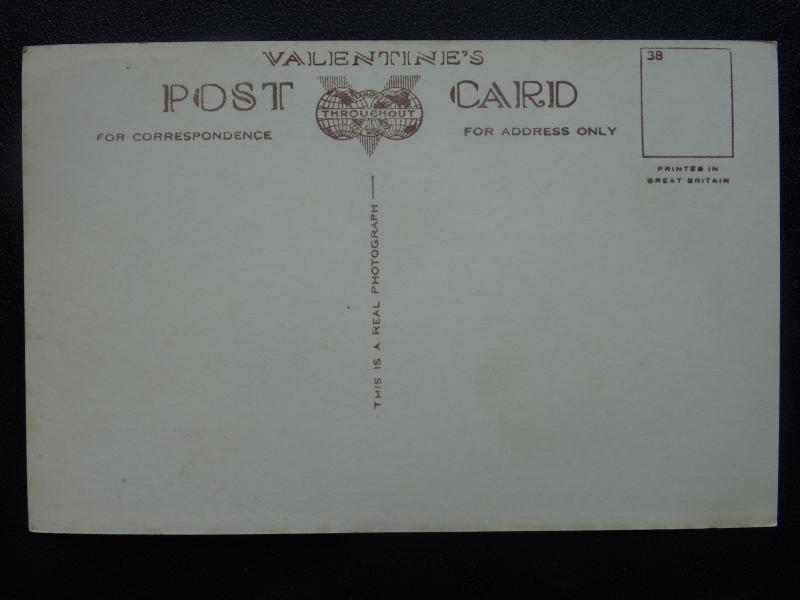 VALENTINE'S
POST CARD
THROUGHOUT
FOR CORRESPONDENCE
FOR ADDRESS ONLY
38
PRINTED IN
GREAT BRITAIN
THIS IS A REAL PHOTOGRAPH